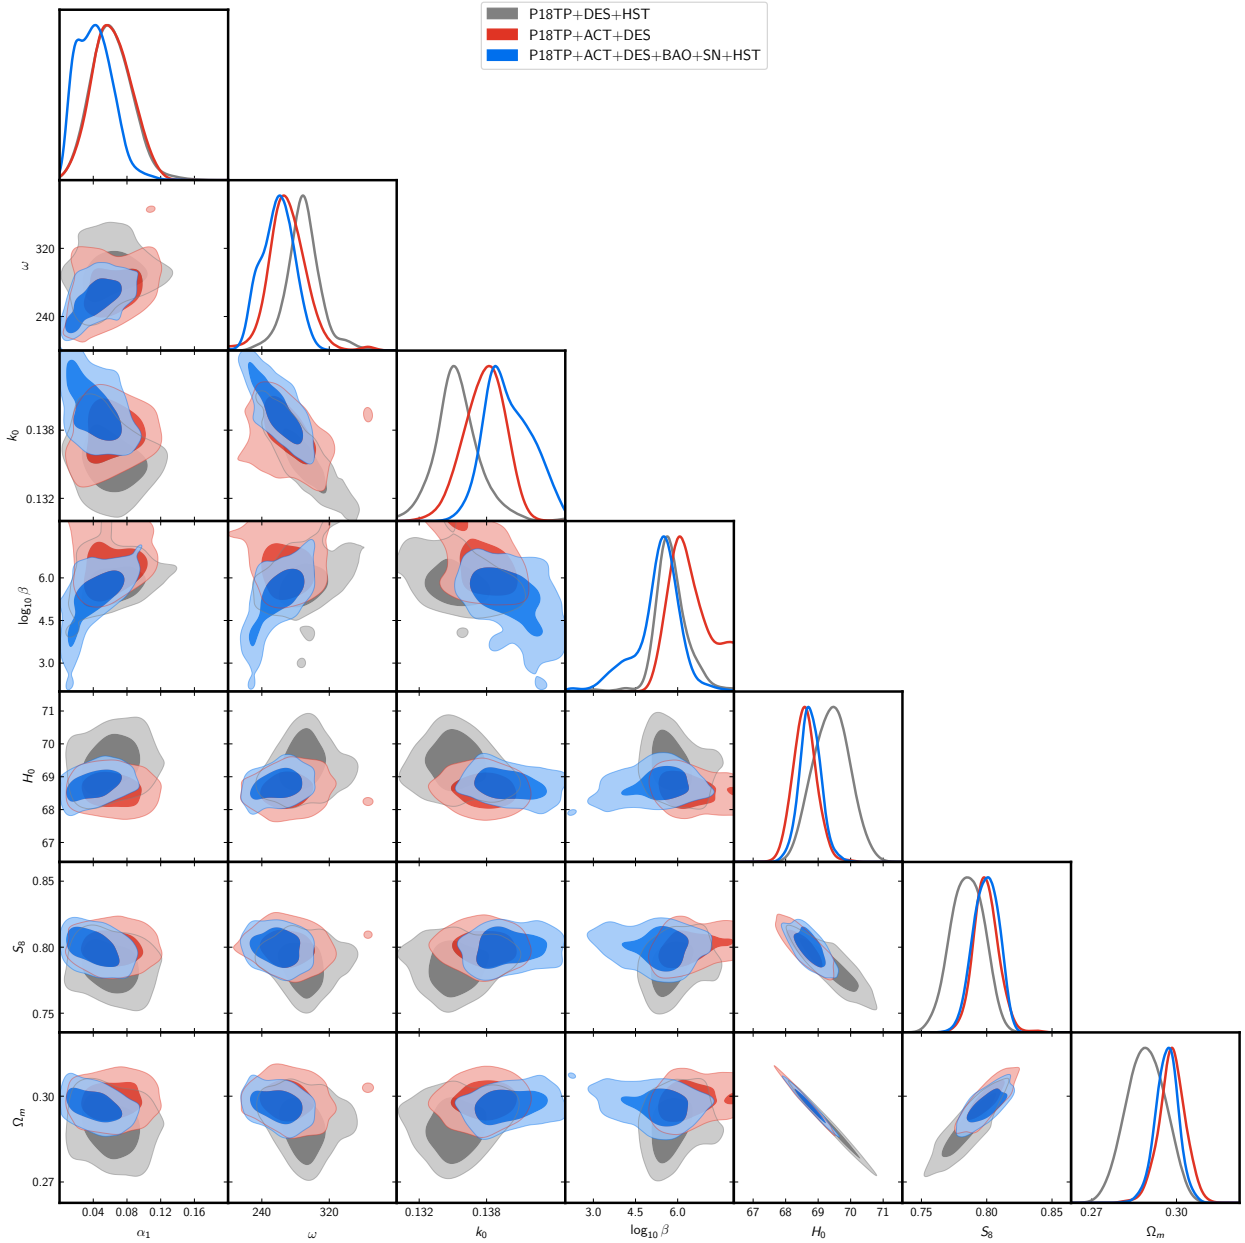 P18TP+DES+HST
P18TP+ACT+DES
P18TP+ACT+DES+BAO+SN+HST
320
ω
240
0.138
k₀
0.132
6.0
log₁₀ β
4.5
3.0
71
70
H₀
69
68
67
0.85
S₈
0.80
0.75
0.30
Ωₘ
0.27
0.04 0.08 0.12 0.16 240 320 0.132 0.138 3.0 4.5 6.0 67 68 69 70 71 0.75 0.80 0.85 0.27 0.30
α₁ ω k₀ log₁₀ β H₀ S₈ Ωₘ